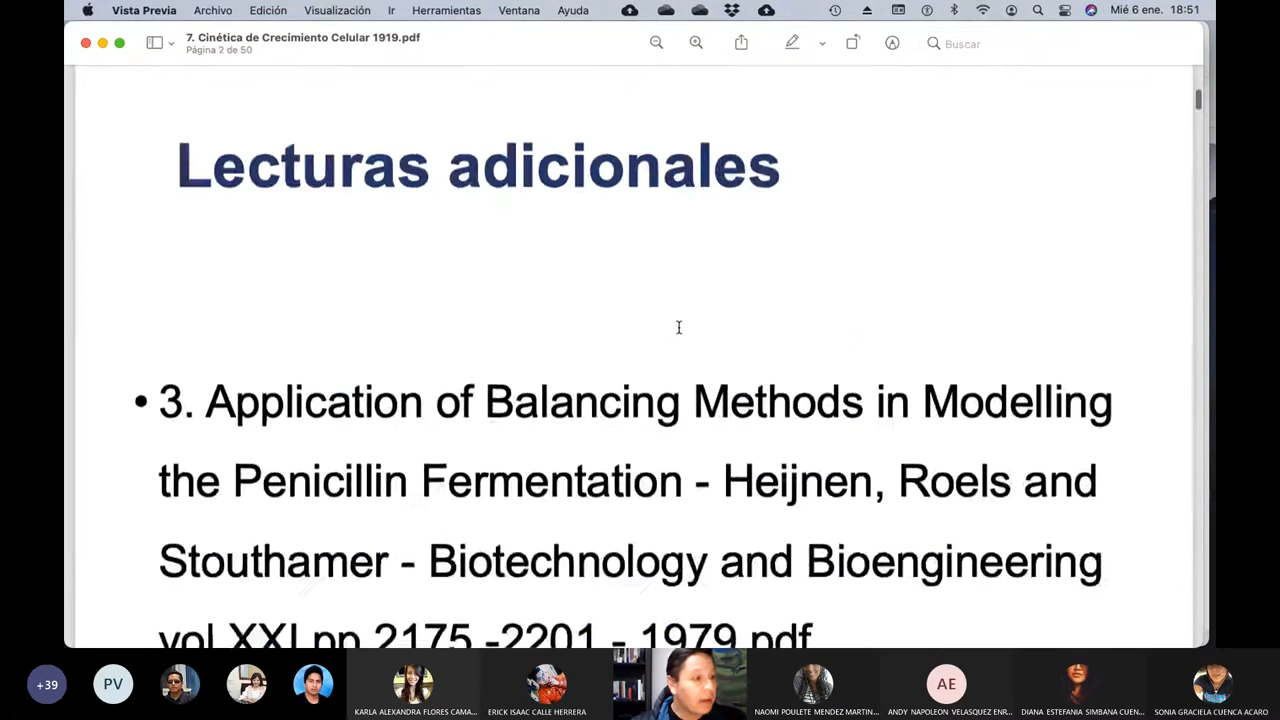 Vista Previa Archivo Edición Visualización Ir Herramientas Ventana Ayuda Mié 6 ene. 18:51
7. Cinética de Crecimiento Celular 1919.pdf
Página 2 de 50
Buscar
Lecturas adicionales
• 3. Application of Balancing Methods in Modelling
the Penicillin Fermentation - Heijnen, Roels and
Stouthamer - Biotechnology and Bioengineering
vol XXI pp 2175 -2201 - 1979.pdf
+39 PV AE
KARLA ALEXANDRA FLORES CAMA... ERICK ISAAC CALLE HERRERA NAOMI POULETE MENDEZ MARTIN... ANDY NAPOLEON VELASQUEZ ENR... DIANA ESTEFANIA SIMBANA CUEN... SONIA GRACIELA CUENCA ACARO